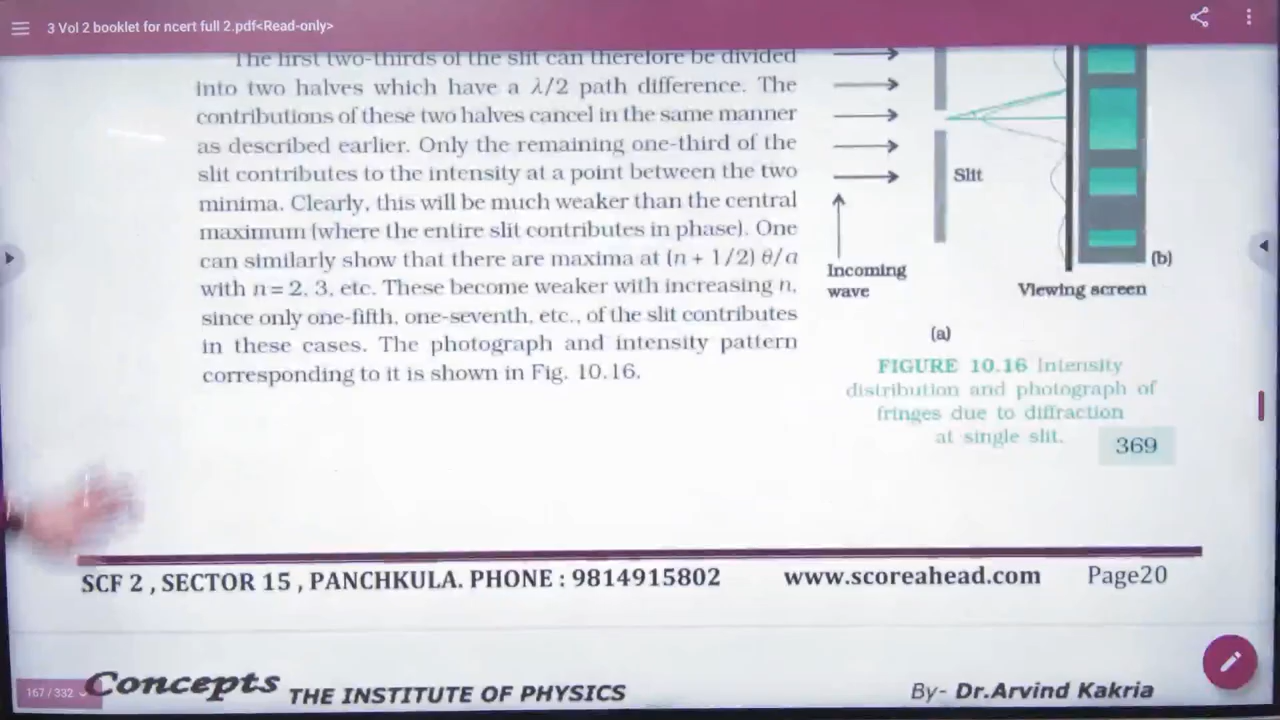 3 Vol 2 booklet for ncert full 2.pdf<Read-only>
The first two-thirds of the slit can therefore be divided
into two halves which have a λ/2 path difference. The
contributions of these two halves cancel in the same manner
as described earlier. Only the remaining one-third of the
slit contributes to the intensity at a point between the two
minima. Clearly, this will be much weaker than the central
maximum (where the entire slit contributes in phase). One
can similarly show that there are maxima at (n + 1/2) θ/a
with n = 2, 3, etc. These become weaker with increasing n,
since only one-fifth, one-seventh, etc., of the slit contributes
in these cases. The photograph and intensity pattern
corresponding to it is shown in Fig. 10.16.
Slit
Incoming
wave
(b)
Viewing screen
(a)
FIGURE 10.16 Intensity
distribution and photograph of
fringes due to diffraction
at single slit.
369
SCF 2 , SECTOR 15 , PANCHKULA. PHONE : 9814915802 www.scoreahead.com Page20
167 / 332
Concepts THE INSTITUTE OF PHYSICS By- Dr.Arvind Kakria